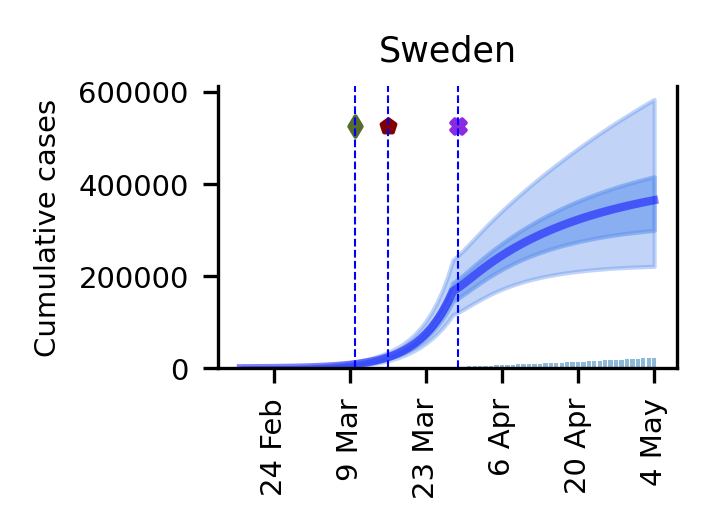 Sweden
Cumulative cases
600000
400000
200000
0
24 Feb
9 Mar
23 Mar
6 Apr
20 Apr
4 May